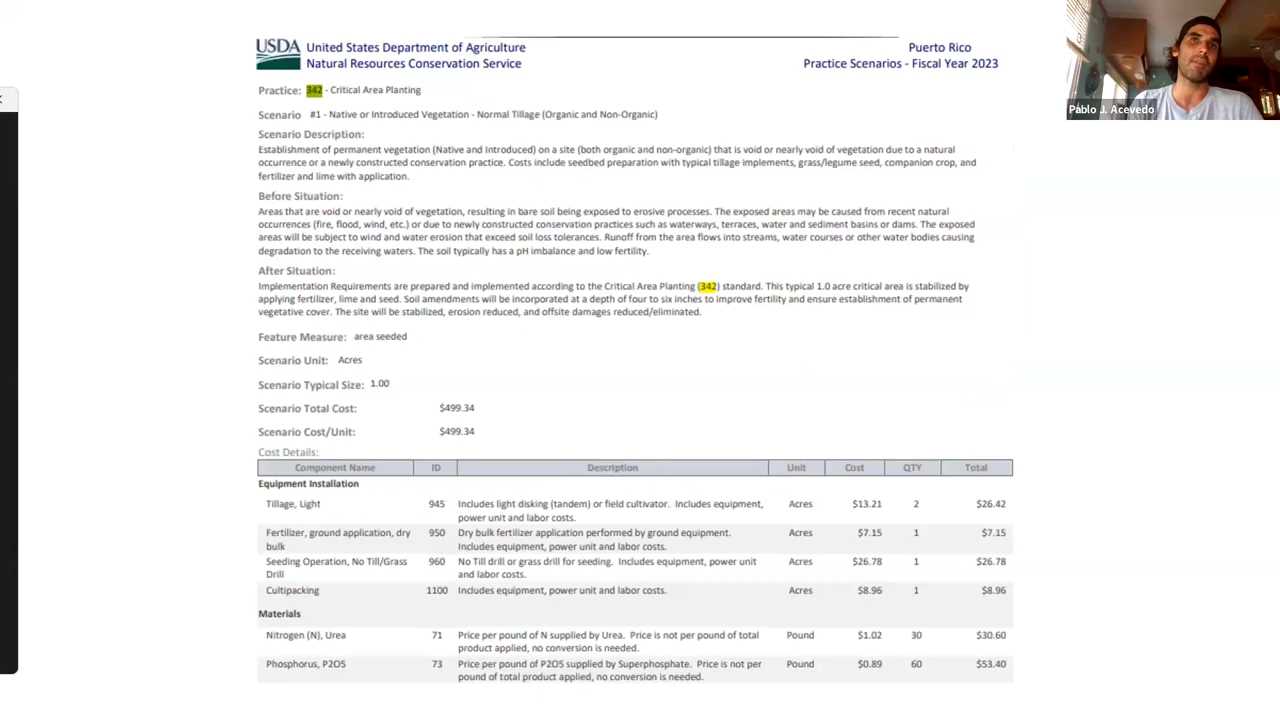 USDA United States Department of Agriculture Puerto Rico
Natural Resources Conservation Service Practice Scenarios - Fiscal Year 2023
Pablo J. Acevedo
Practice: 342 - Critical Area Planting
Scenario #1 - Native or Introduced Vegetation - Normal Tillage (Organic and Non-Organic)
Scenario Description:
Establishment of permanent vegetation (Native and Introduced) on a site (both organic and non-organic) that is void or nearly void of vegetation due to a natural
occurrence or a newly constructed conservation practice. Costs include seedbed preparation with typical tillage implements, grass/legume seed, companion crop, and
fertilizer and lime with application.
Before Situation:
Areas that are void or nearly void of vegetation, resulting in bare soil being exposed to erosive processes. The exposed areas may be caused from recent natural
occurrences (fire, flood, wind, etc.) or due to newly constructed conservation practices such as waterways, terraces, water and sediment basins or dams. The exposed
areas will be subject to wind and water erosion that exceed soil loss tolerances. Runoff from the area flows into streams, water courses or other water bodies causing
degradation to the receiving waters. The soil typically has a pH imbalance and low fertility.
After Situation:
Implementation Requirements are prepared and implemented according to the Critical Area Planting (342) standard. This typical 1.0 acre critical area is stabilized by
applying fertilizer, lime and seed. Soil amendments will be incorporated at a depth of four to six inches to improve fertility and ensure establishment of permanent
vegetative cover. The site will be stabilized, erosion reduced, and offsite damages reduced/eliminated.
Feature Measure: area seeded
Scenario Unit: Acres
Scenario Typical Size: 1.00
Scenario Total Cost: $499.34
Scenario Cost/Unit: $499.34
Cost Details:
Component Name ID Description Unit Cost QTY Total
Equipment Installation
Tillage, Light 945 Includes light disking (tandem) or field cultivator. Includes equipment, Acres $13.21 2 $26.42
power unit and labor costs.
Fertilizer, ground application, dry 950 Dry bulk fertilizer application performed by ground equipment. Acres $7.15 1 $7.15
bulk Includes equipment, power unit and labor costs.
Seeding Operation, No Till/Grass 960 No Till drill or grass drill for seeding. Includes equipment, power unit Acres $26.78 1 $26.78
Drill and labor costs.
Cultipacking 1100 Includes equipment, power unit and labor costs. Acres $8.96 1 $8.96
Materials
Nitrogen (N), Urea 71 Price per pound of N supplied by Urea. Price is not per pound of total Pound $1.02 30 $30.60
product applied, no conversion is needed.
Phosphorus, P2O5 73 Price per pound of P2O5 supplied by Superphosphate. Price is not per Pound $0.89 60 $53.40
pound of total product applied, no conversion is needed.